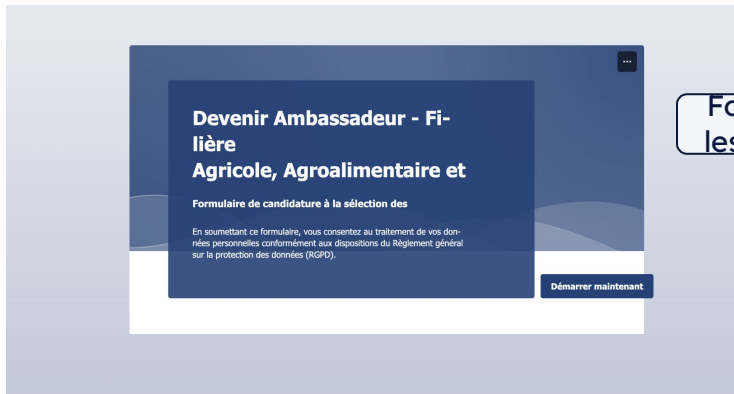 Devenir Ambassadeur - Fi-
lière
Agricole, Agroalimentaire et
Formulaire de candidature à la sélection des
En soumettant ce formulaire, vous consentez au traitement de vos don-
nées personnelles conformément aux dispositions du Règlement général
sur la protection des données (RGPD).
Démarrer maintenant
les